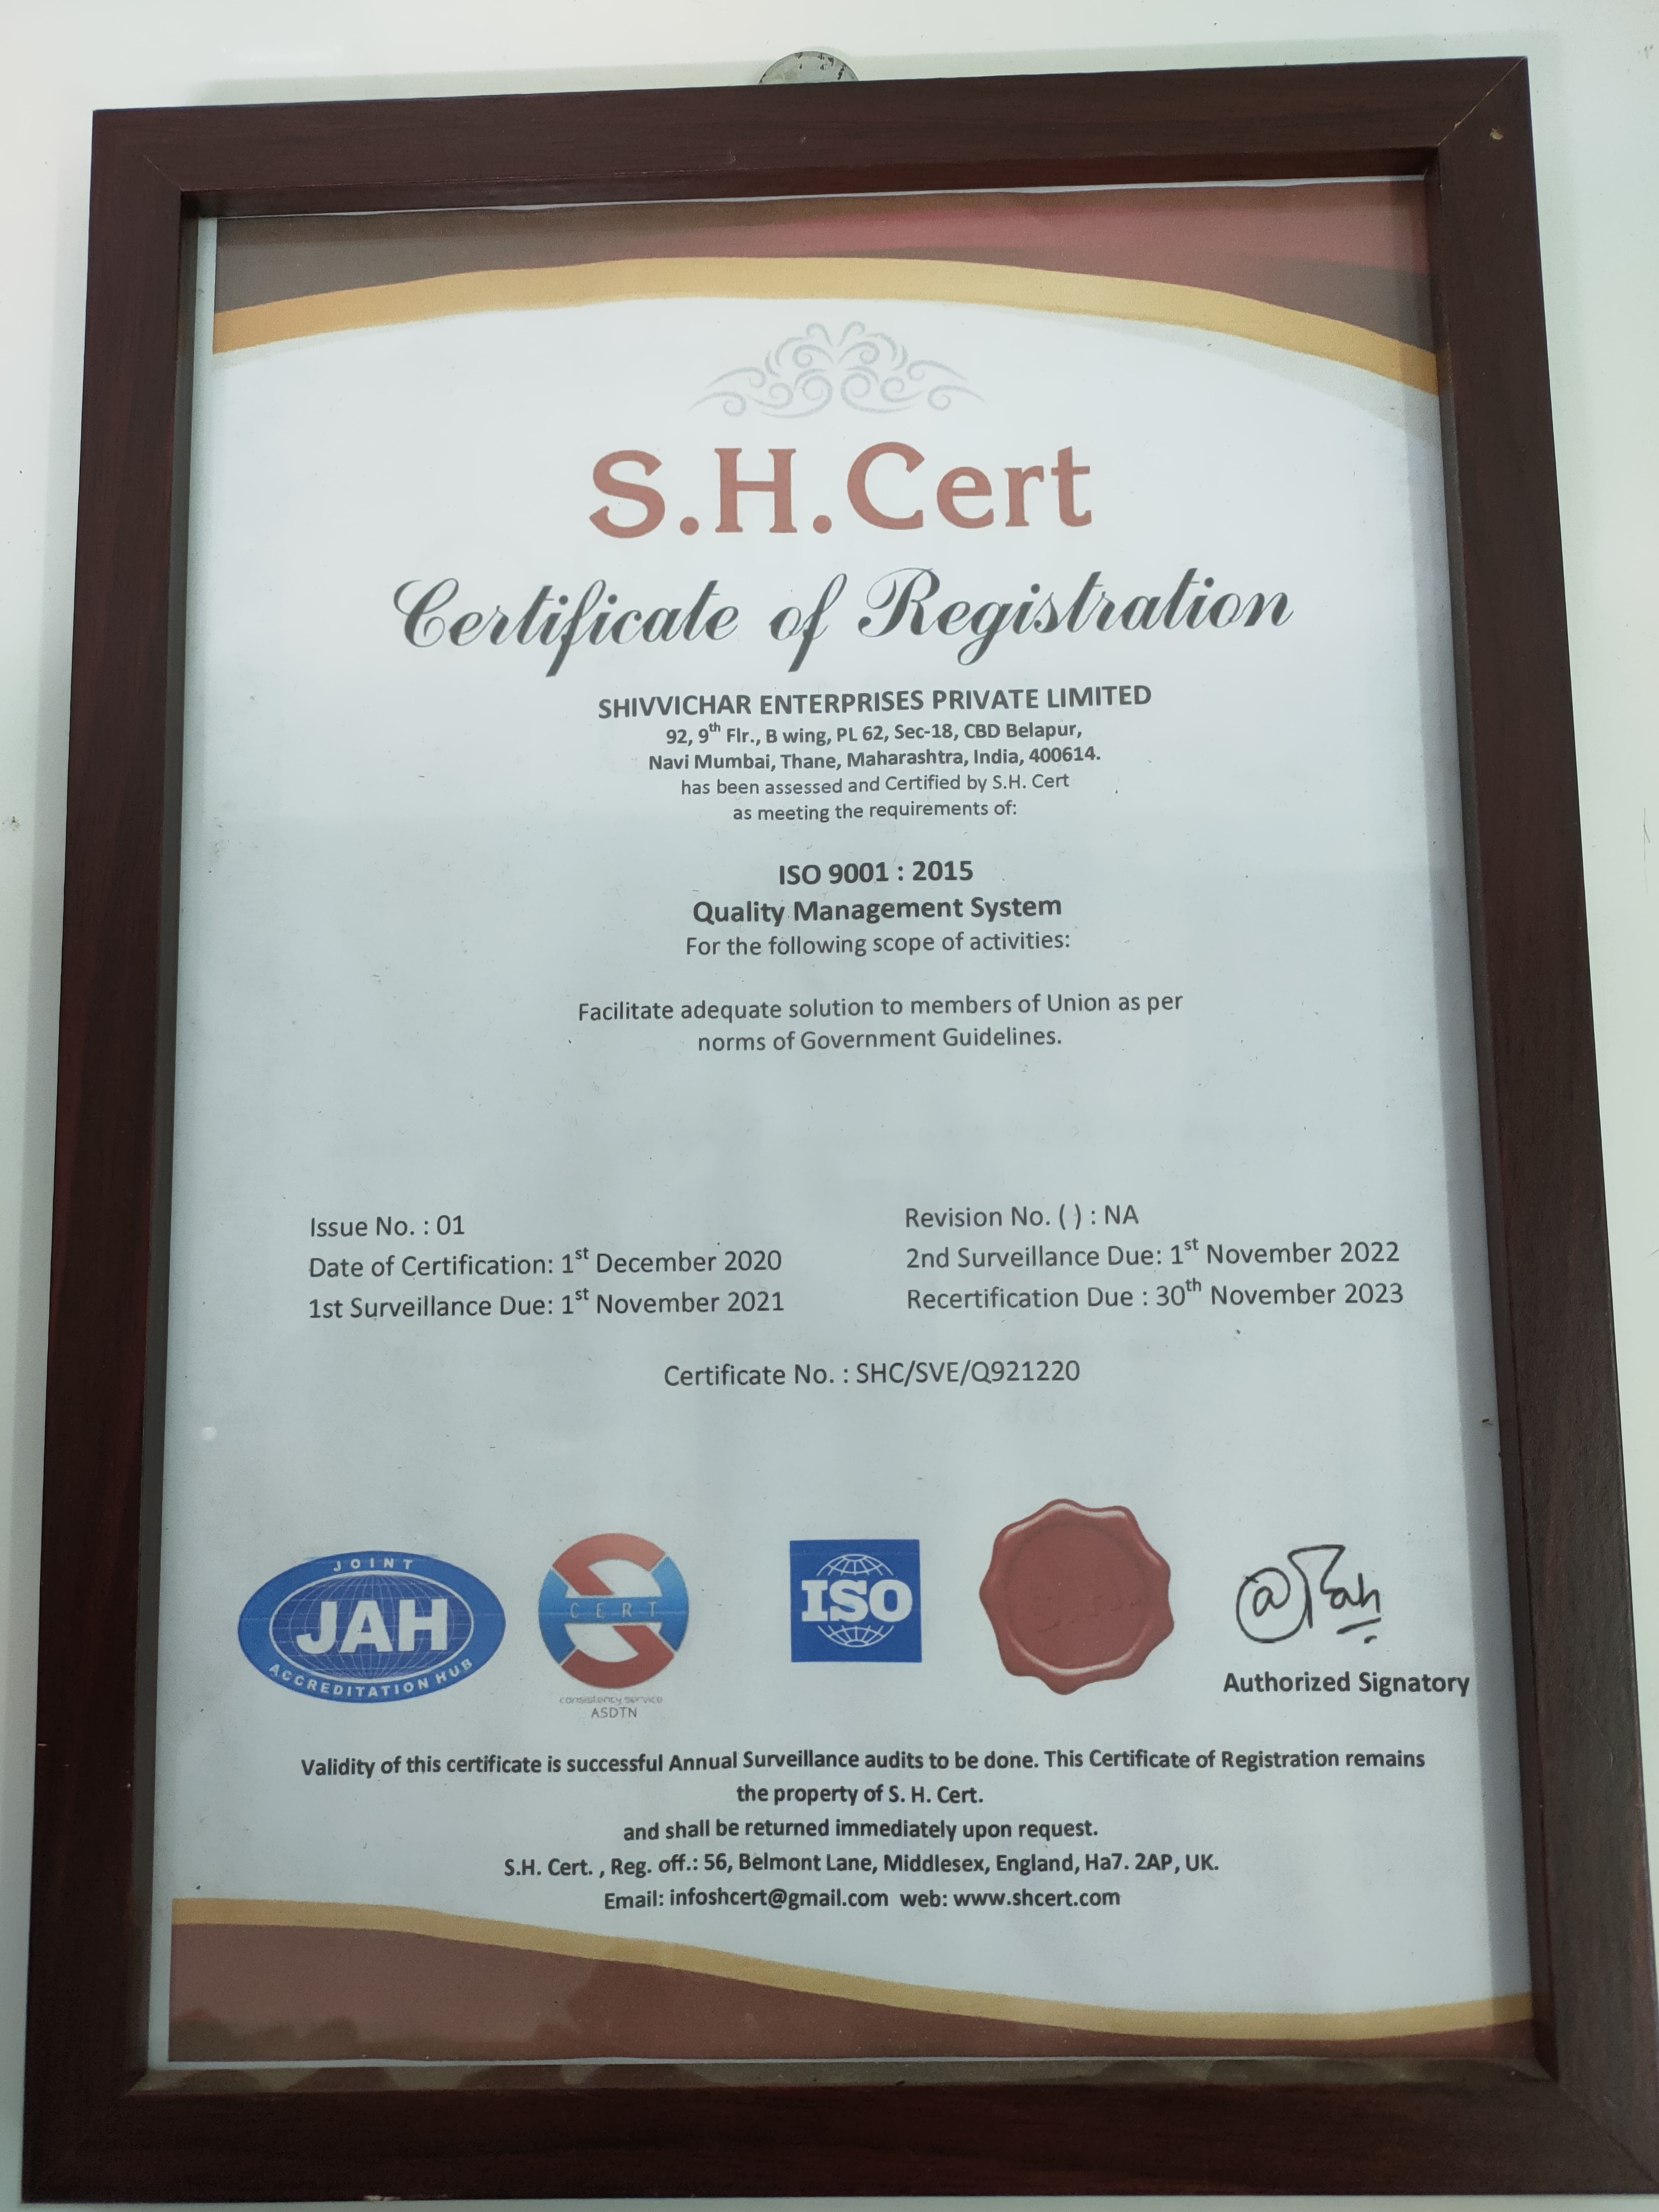 S.H.Cert
Certificate of Registration
SHIVVICHAR ENTERPRISES PRIVATE LIMITED
92, 9th Flr., B wing, PL 62, Sec-18, CBD Belapur,
Navi Mumbai, Thane, Maharashtra, India, 400614.
has been assessed and Certified by S.H. Cert
as meeting the requirements of:
ISO 9001 : 2015
Quality Management System
For the following scope of activities:
Facilitate adequate solution to members of Union as per
norms of Government Guidelines.
Issue No. : 01
Date of Certification: 1st December 2020
1st Surveillance Due: 1st November 2021
Revision No. ( ) : NA
2nd Surveillance Due: 1st November 2022
Recertification Due : 30th November 2023
Certificate No. : SHC/SVE/Q921220
JOINT
JAH
ACCREDITATION HUB
CERT
consistency service
ASDTN
ISO
Authorized Signatory
Validity of this certificate is successful Annual Surveillance audits to be done. This Certificate of Registration remains
the property of S. H. Cert.
and shall be returned immediately upon request.
S.H. Cert. , Reg. off.: 56, Belmont Lane, Middlesex, England, Ha7. 2AP, UK.
Email: infoshcert@gmail.com web: www.shcert.com